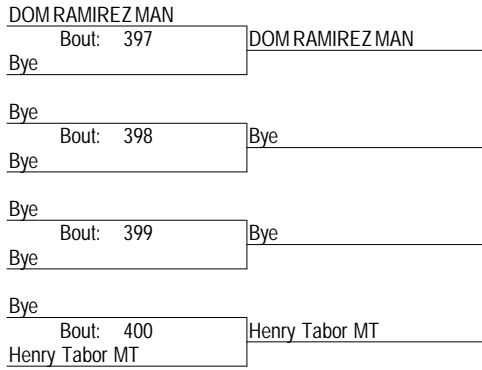 DOM RAMIREZ MAN
Bout: 397
DOM RAMIREZ MAN
Bye
Bye
Bout: 398
Bye
Bye
Bye
Bout: 399
Bye
Bye
Bye
Bout: 400
Henry Tabor MT
Henry Tabor MT